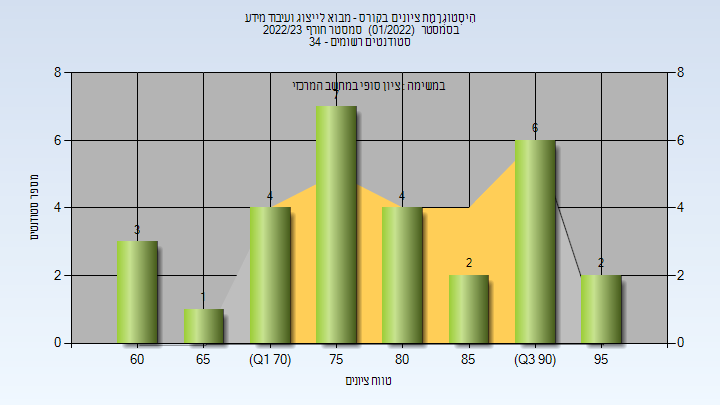 היסטוגרמת ציונים בקורס - מבוא לייצוג ועיבוד מידע
בסמסטר (01/2022) סמסטר חורף 2022/23
סטודנטים רשומים - 34
במשימה : ציון סופי במחשב המרכזי
8 8
6 6
4 4
2 2
0 0
מספר סטודנטים
3 1 4 7 4 2 6 2
60 65 (Q1 70) 75 80 85 (Q3 90) 95
טווח ציונים